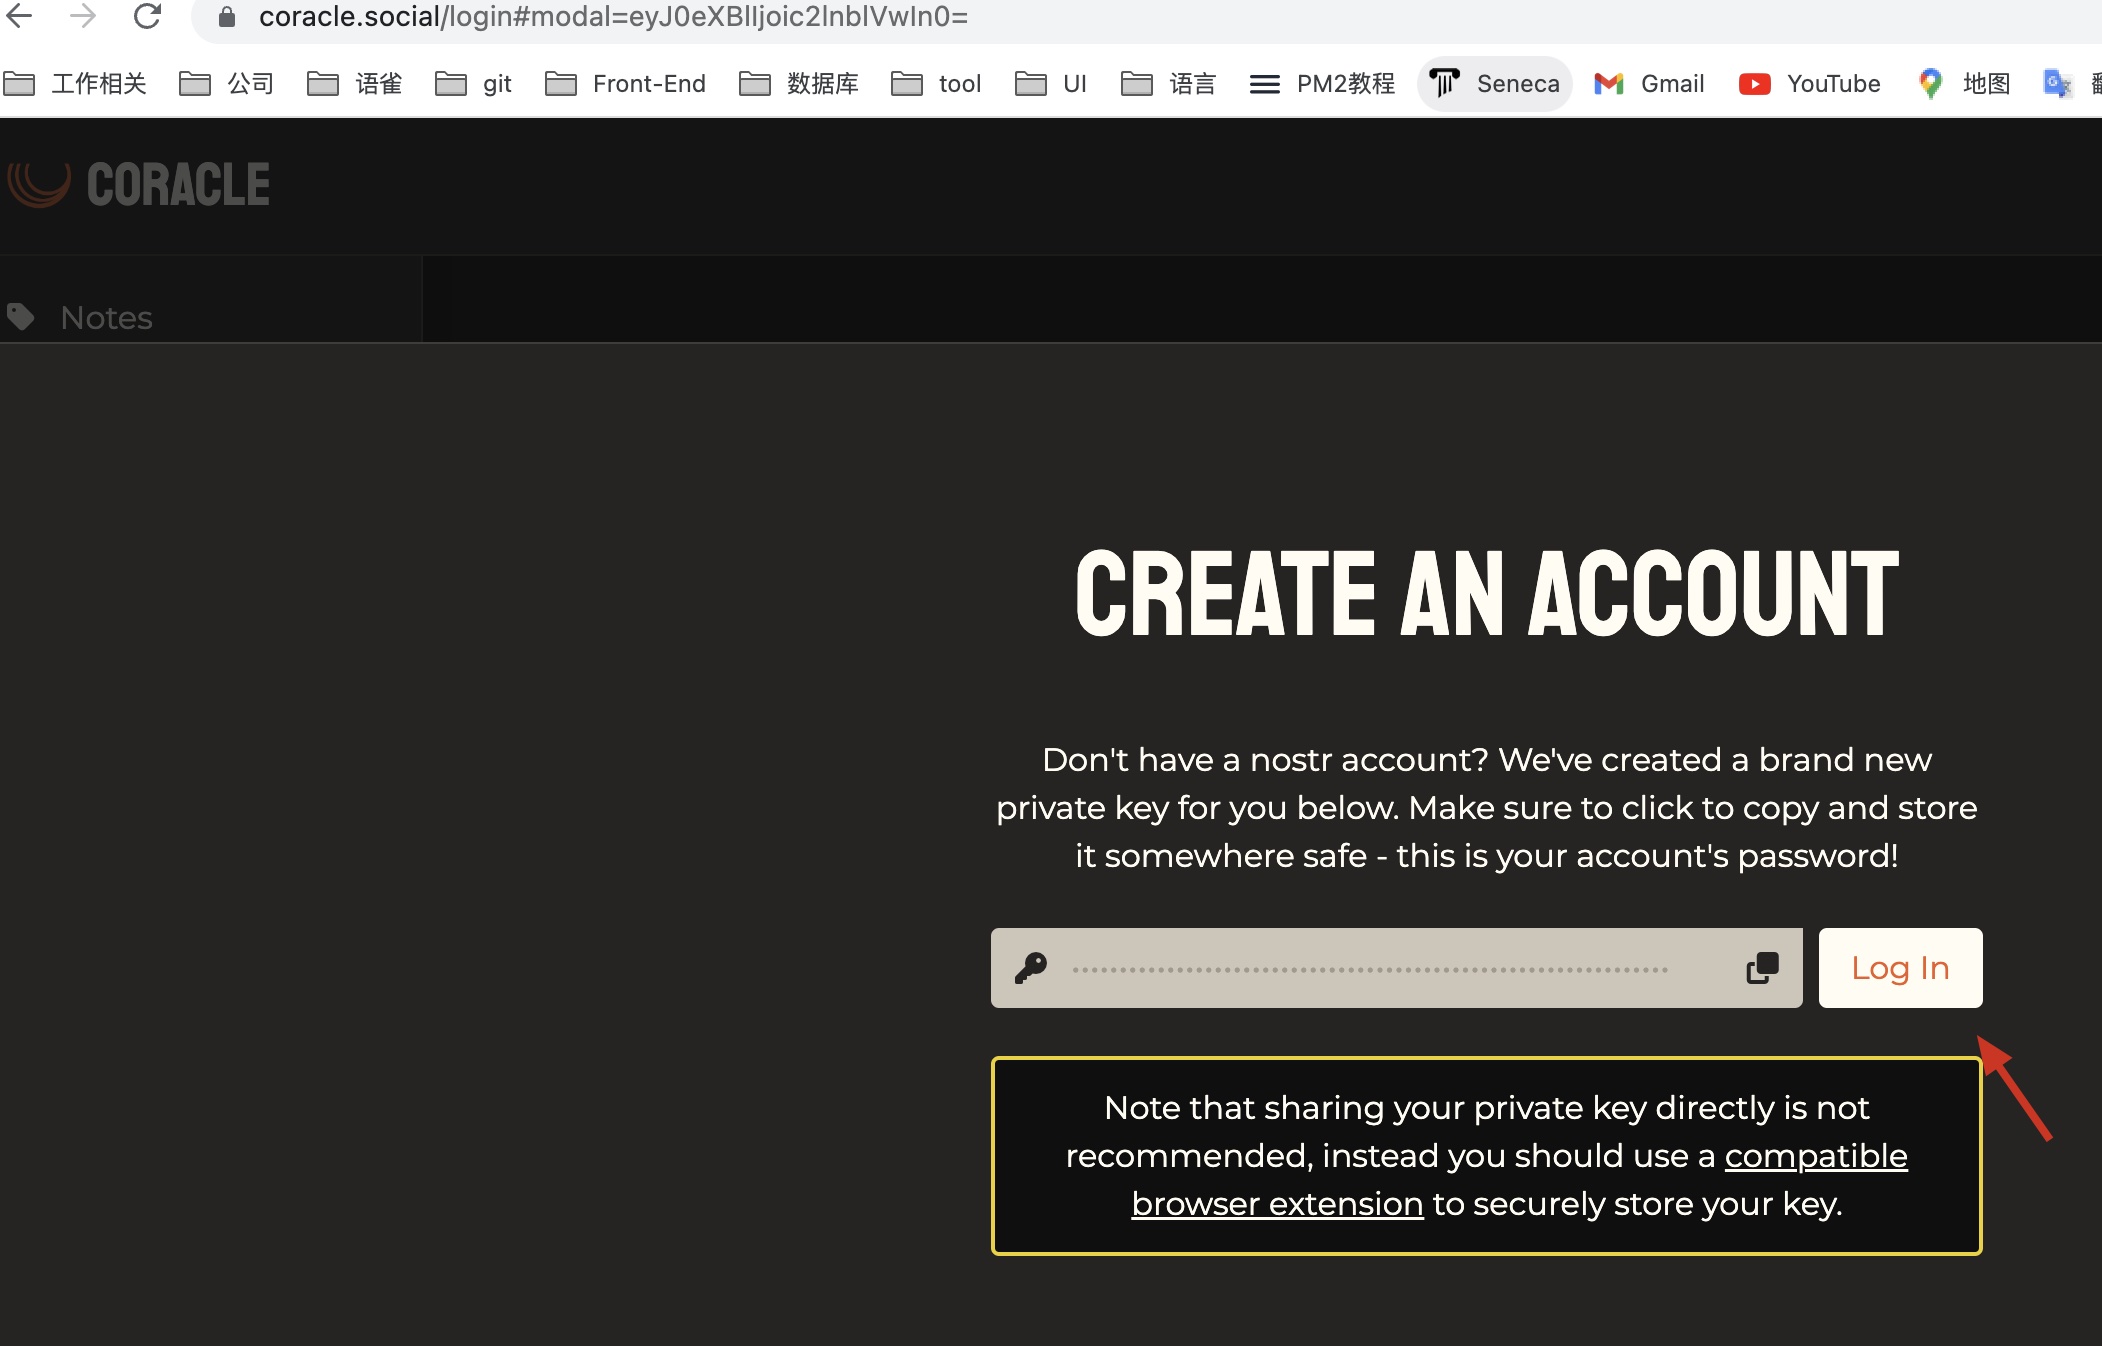 coracle.social/login#modal=eyJ0eXBlIjoic2lnblVwIn0=
工作相关 公司 语雀 git Front-End 数据库 tool UI 语言 PM2教程 Seneca Gmail YouTube 地图
CORACLE
Notes
CREATE AN ACCOUNT
Don't have a nostr account? We've created a brand new
private key for you below. Make sure to click to copy and store
it somewhere safe - this is your account's password!
Log In
Note that sharing your private key directly is not
recommended, instead you should use a compatible
browser extension to securely store your key.